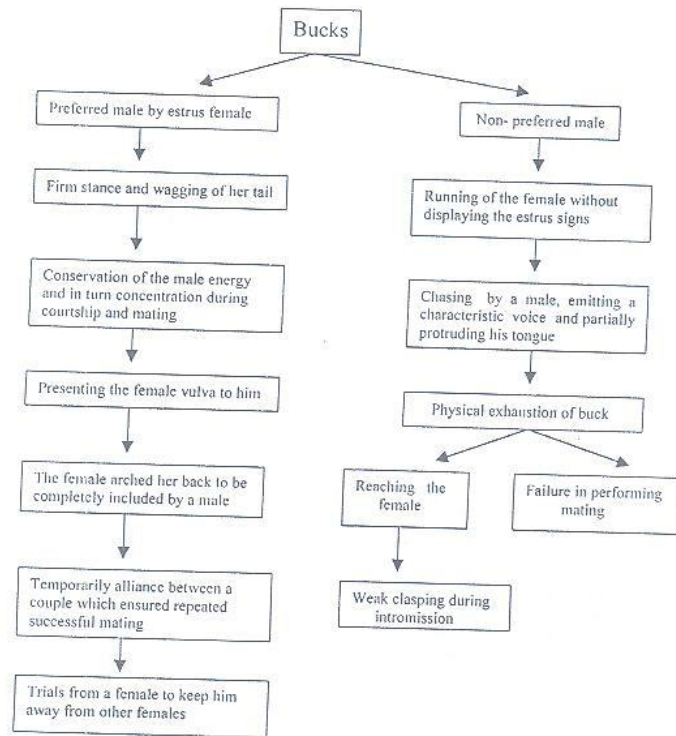 Bucks
Preferred male by estrus female
Firm stance and wagging of her tail
Conservation of the male energy
and in turn concentration during
courtship and mating
Presenting the female vulva to him
The female arched her back to be
completely included by a male
Temporarily alliance between a
couple which ensured repeated
successful mating
Trials from a female to keep him
away from other females
Non- preferred male
Running of the female without
displaying the estrus signs
Chasing by a male, emitting a
characteristic voice and partially
protruding his tongue
Physical exhaustion of buck
Reaching the
female
Weak clasping during
intromission
Failure in performing
mating